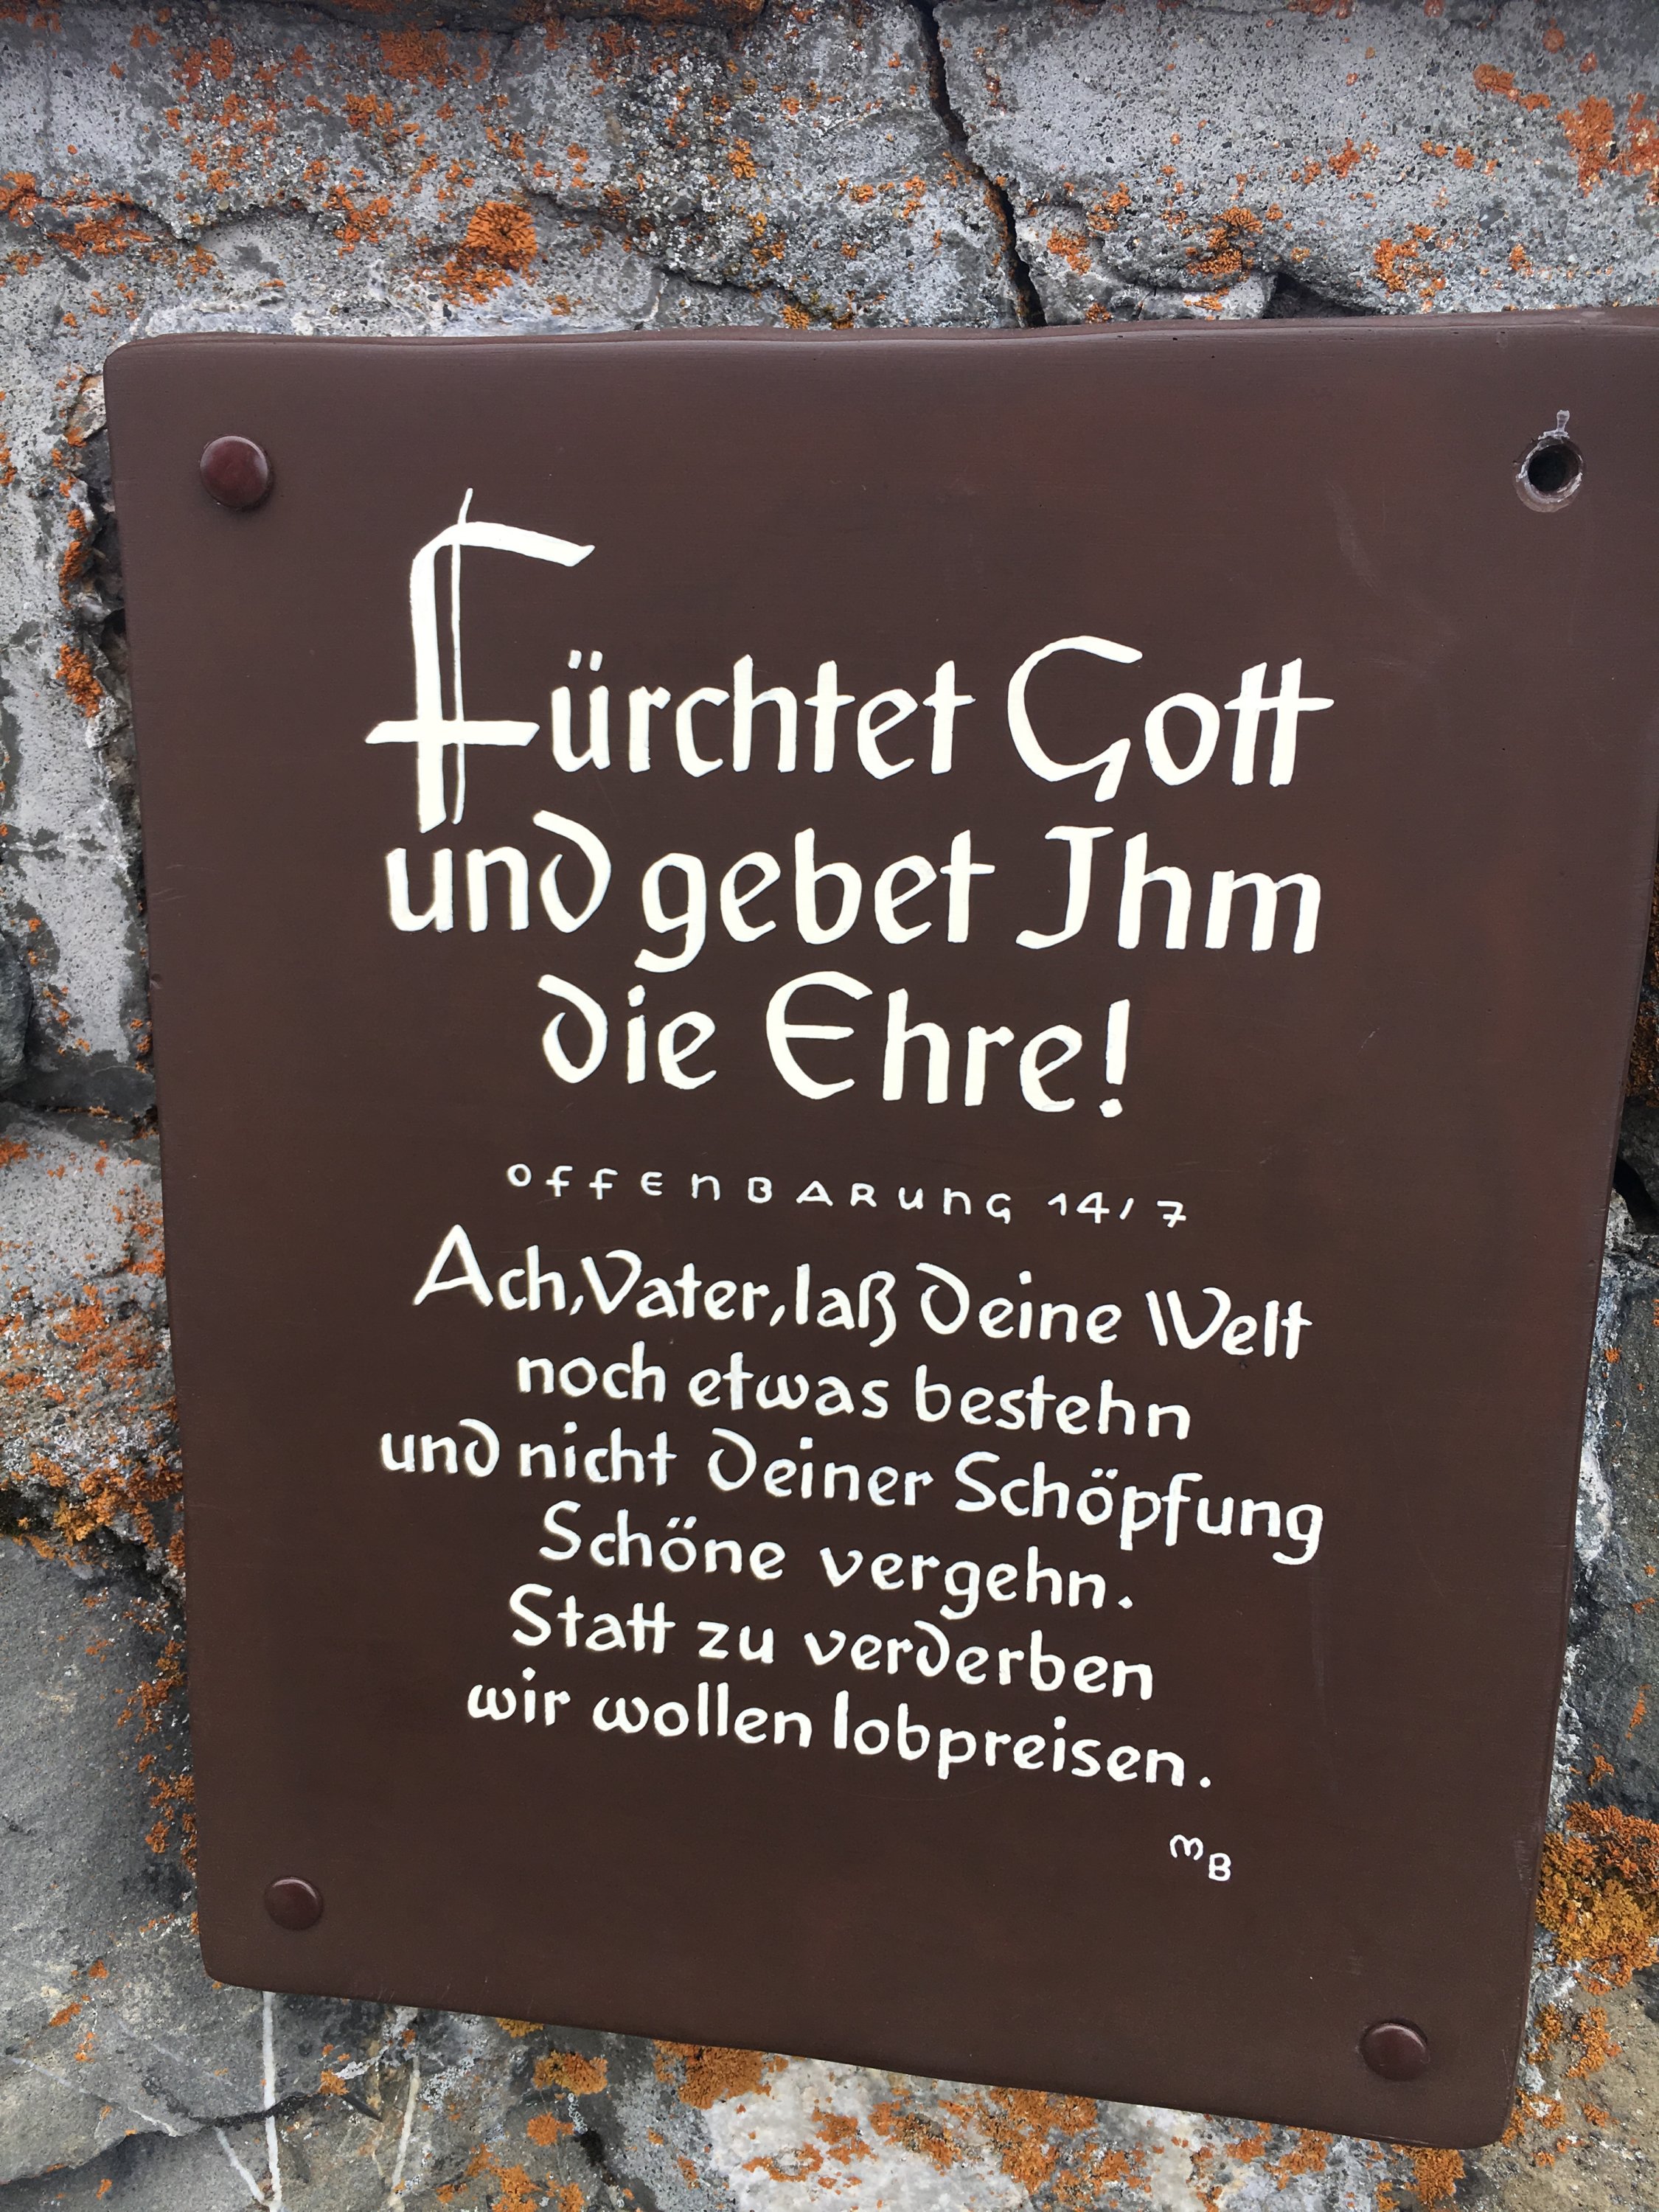 Fürchtet Gott
und gebet Ihm
die Ehre!
OFFENBARUNG 14/7
Ach, Vater, laß Deine Welt
noch etwas bestehn
und nicht Deiner Schöpfung
Schöne vergehn.
Statt zu verderben
wir wollen lobpreisen.
MB